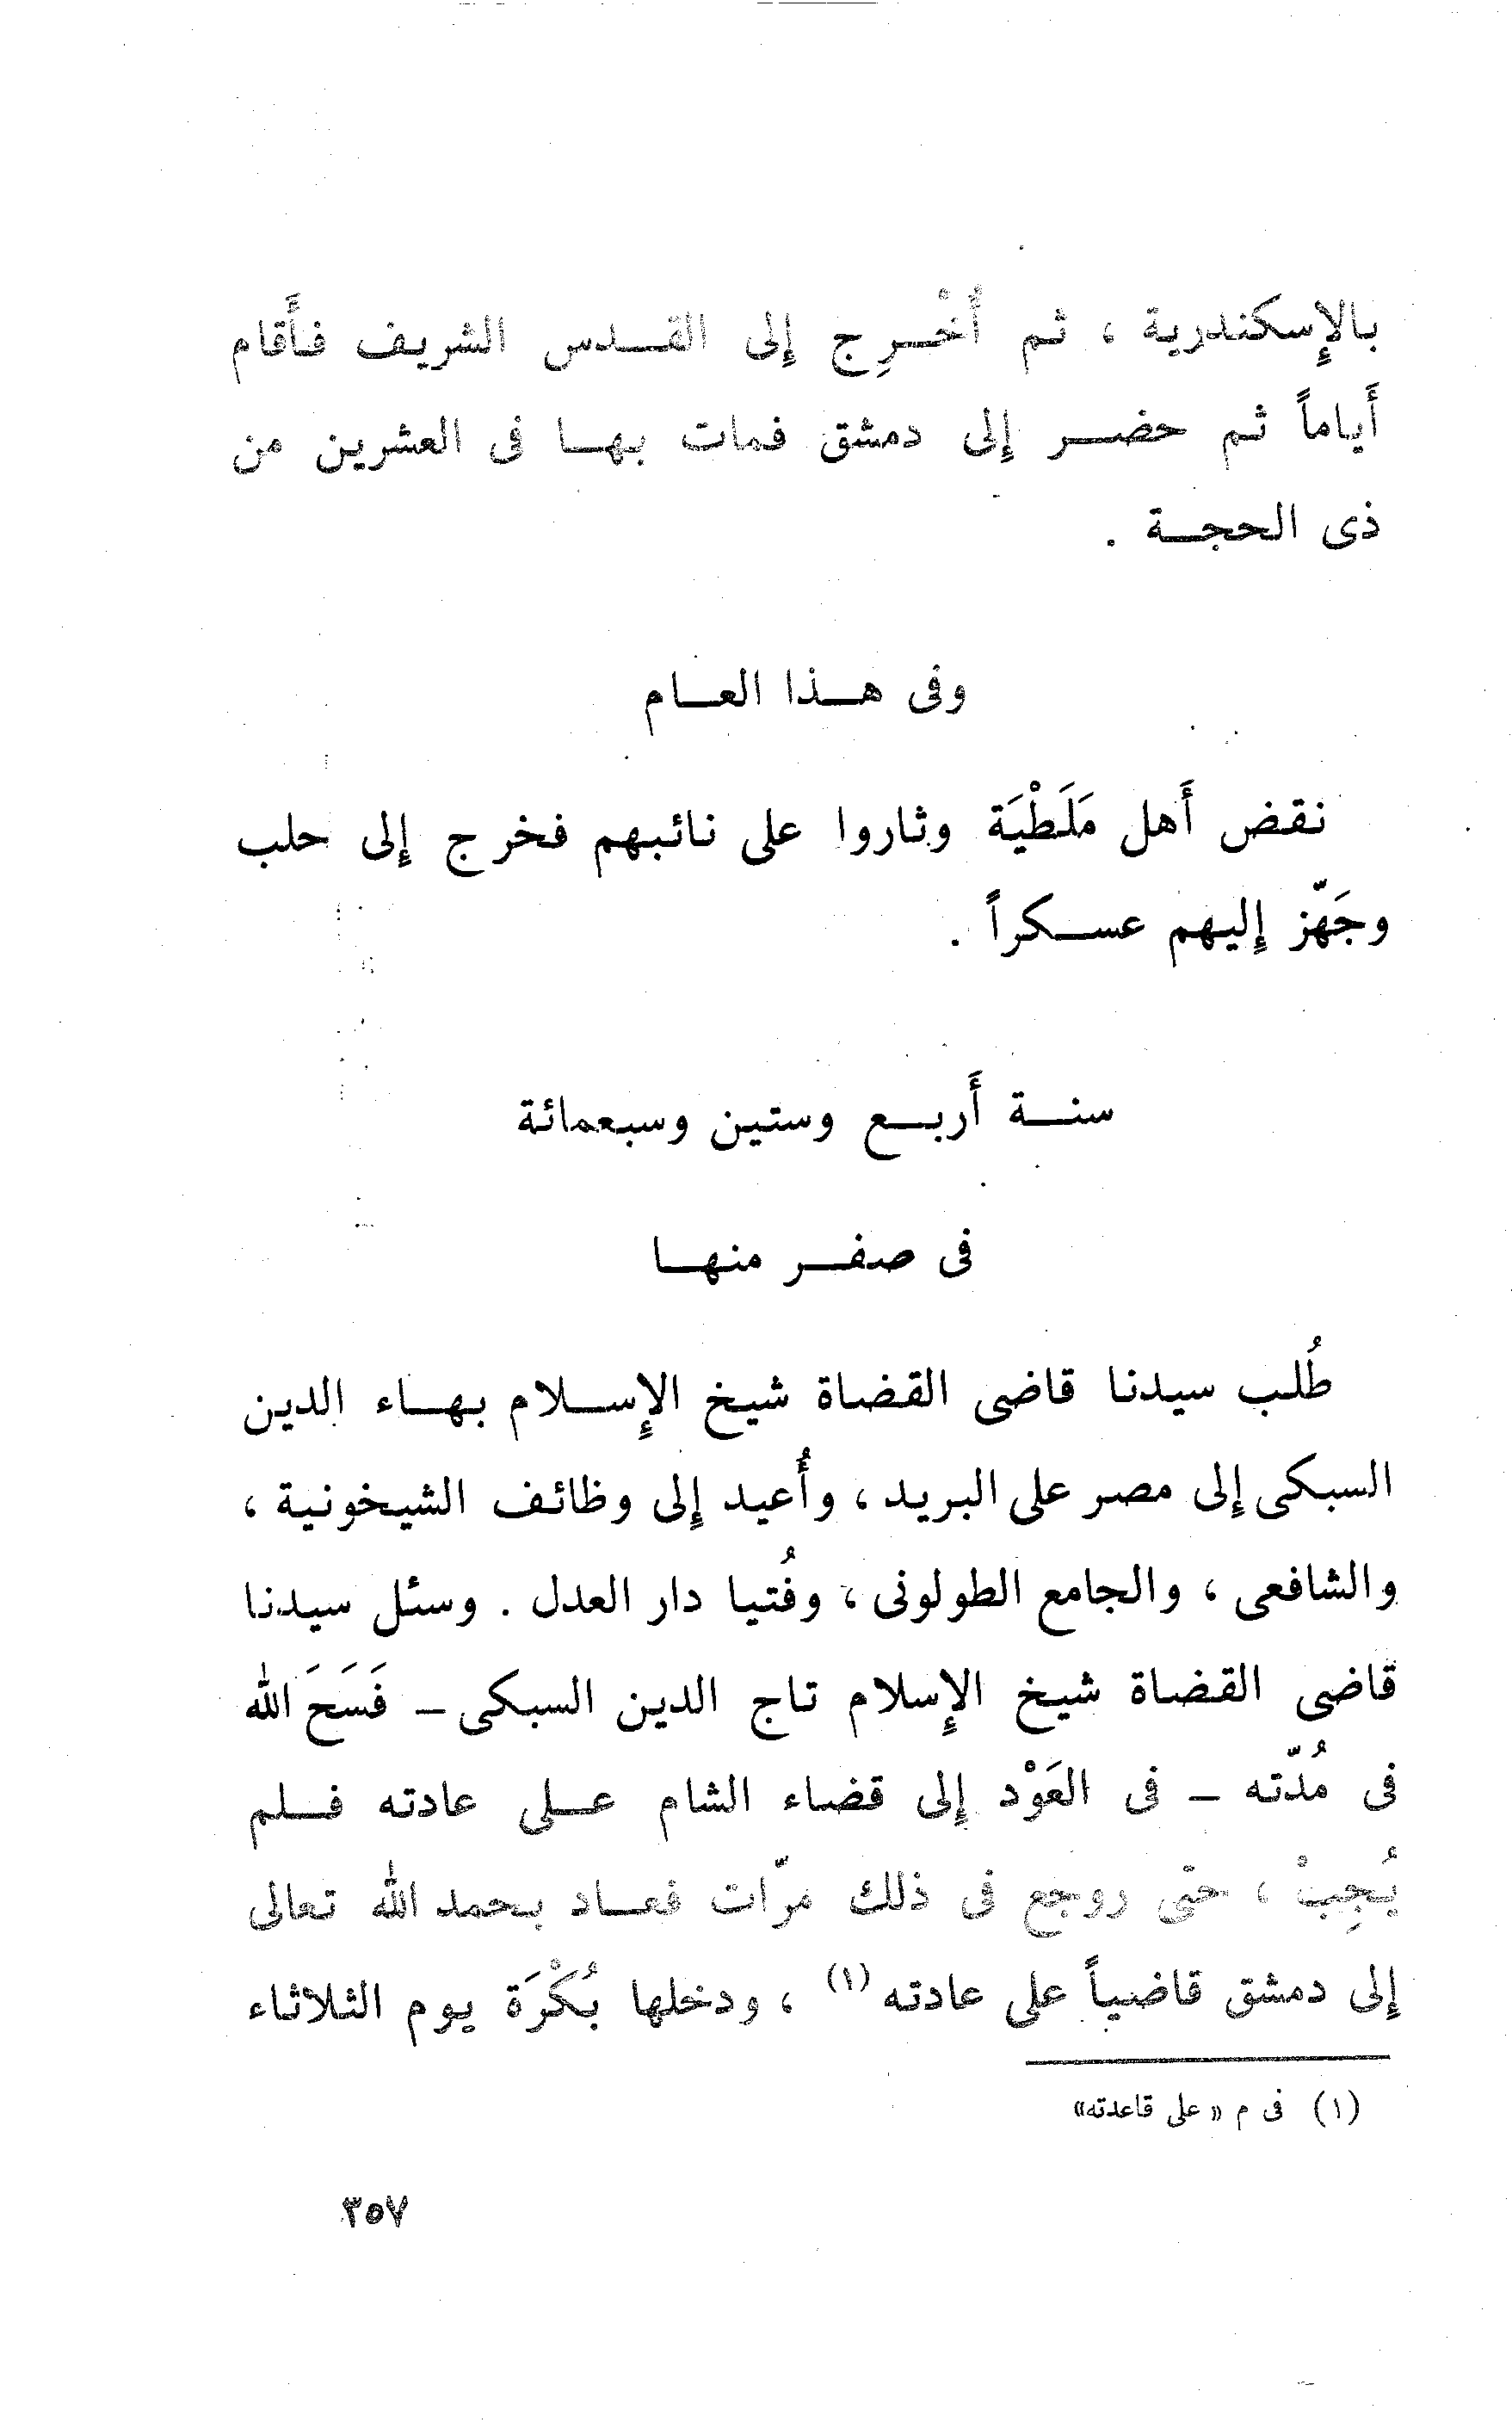 بالإسكندرية ، ثم أُخْرِج إلى القدس الشريف فأَقام
أَياماً ثم حضر إلى دمشق فمات بها فى العشرين من
ذى الحجة .
وفى هذا العام
نقض أَهل مَلَطْيَة وثاروا على نائبهم فخرج إلى حلب
وجَهّز إليهم عسكراً .
سنة أَربع وستين وسبعمائة
فى صفر منها
طُلب سيدنا قاضى القضاة شيخ الإسلام بهاء الدين
السبكى إلى مصر على البريد ، وأُعيد إلى وظائف الشيخونية ،
والشافعى ، والجامع الطولونى ، وفُتيا دار العدل . وسئل سيدنا
قاضى القضاة شيخ الإسلام تاج الدين السبكى – فَسَحَ الله
فى مُدّته – فى العَوْد إلى قضاء الشام على عادته فلم
يُجِبْ ، حتى روجع فى ذلك مرّات فعاد بحمد الله تعالى
إلى دمشق قاضياً على عادته (١) ، ودخلها بُكْرَة يوم الثلاثاء
(١) فى م « على قاعدته»
٣٥٧